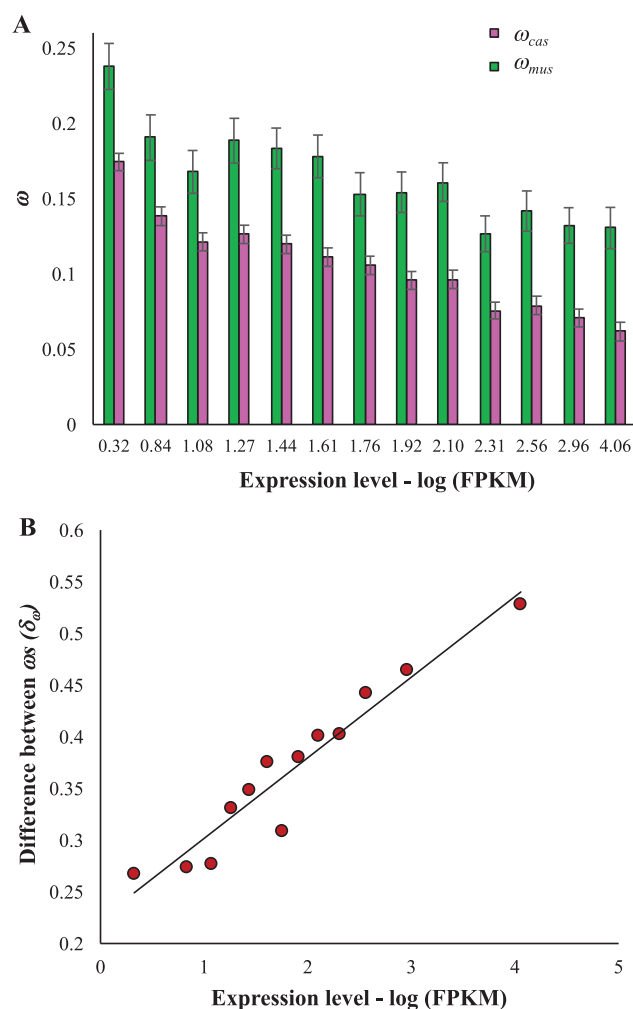 A
ω_cas
ω_mus
0.25
0.2
0.15
0.1
0.05
0
ω
0.32 0.84 1.08 1.27 1.44 1.61 1.76 1.92 2.10 2.31 2.56 2.96 4.06
Expression level - log (FPKM)
B
0.6
0.55
0.5
0.45
0.4
0.35
0.3
0.25
0.2
Difference between ωs (δ_ω)
0 1 2 3 4 5
Expression level - log (FPKM)